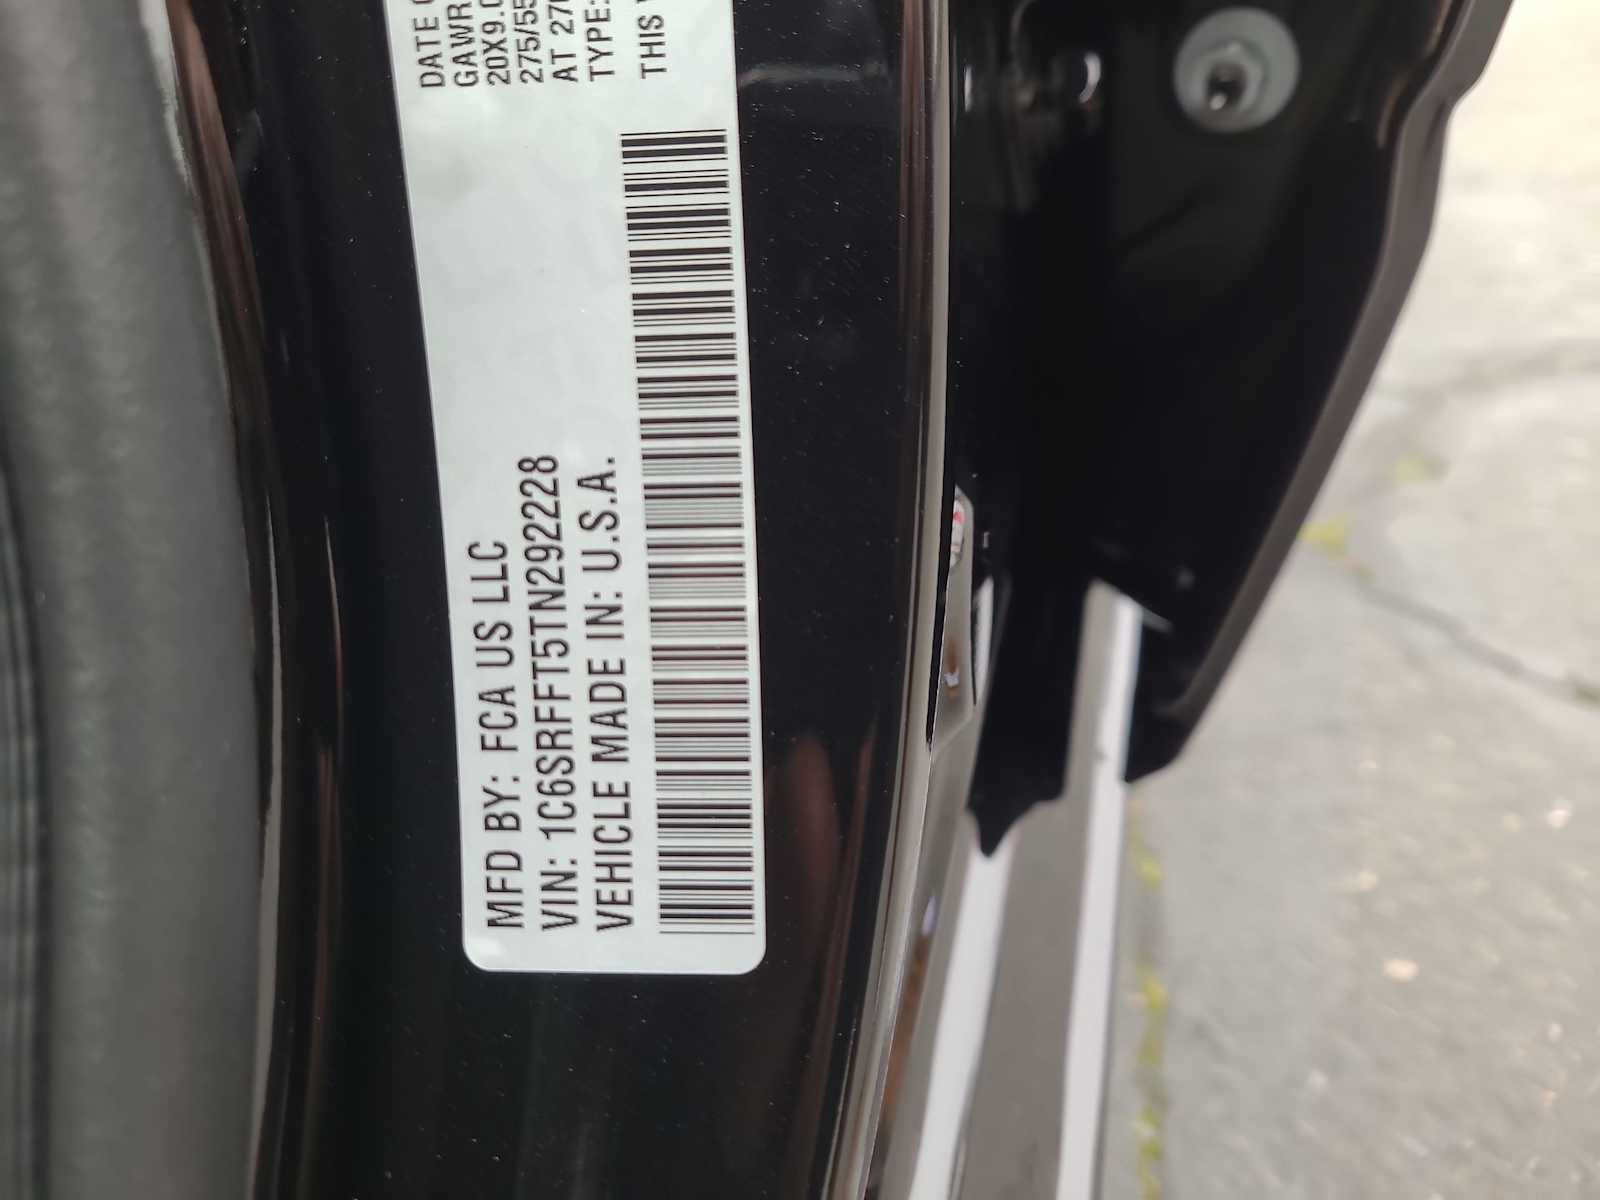 MFD BY: FCA US LLC
VIN: 1C6SRFFT5TN292228
VEHICLE MADE IN: U.S.A.
DATE
GAWR
20X9.0
275/55
AT
TYPE:
THIS